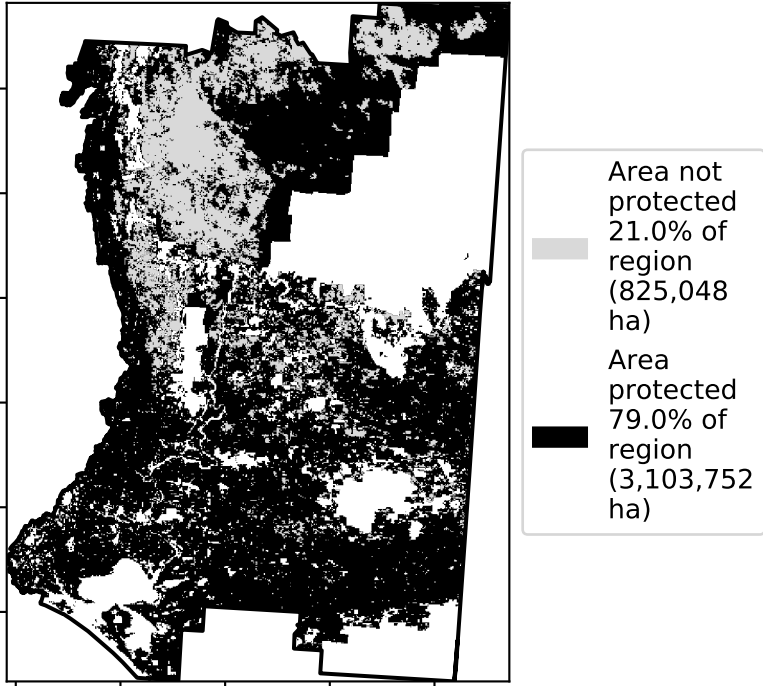 Area not
protected
21.0% of
region
(825,048
ha)
Area
protected
79.0% of
region
(3,103,752
ha)